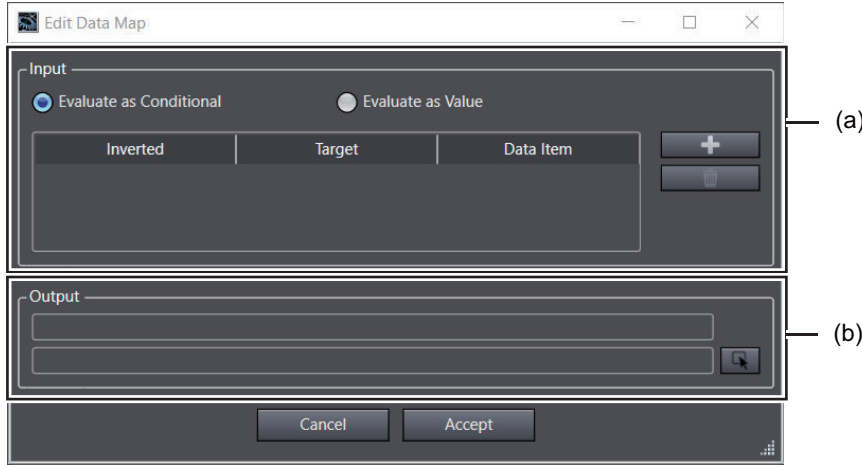 Edit Data Map
Input
Evaluate as Conditional Evaluate as Value
(a)
Inverted Target Data Item
Output
(b)
Cancel Accept